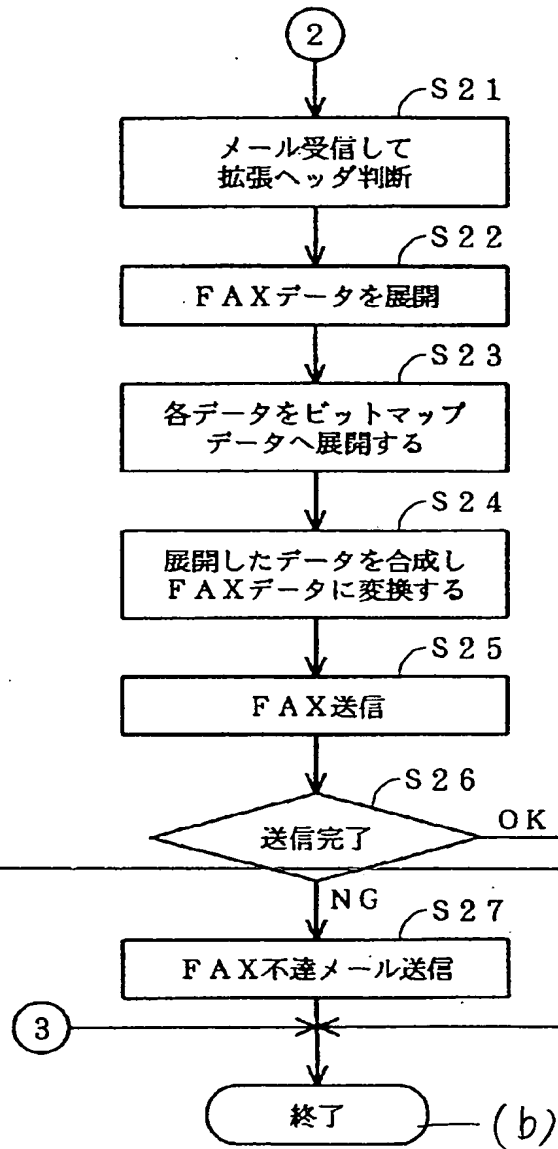 2
S21
メール受信して
拡張ヘッダ判断
S22
FAXデータを展開
S23
各データをビットマップ
データへ展開する
S24
展開したデータを合成し
FAXデータに変換する
S25
FAX送信
S26
送信完了
OK
NG
S27
FAX不達メール送信
3
終了
(b)